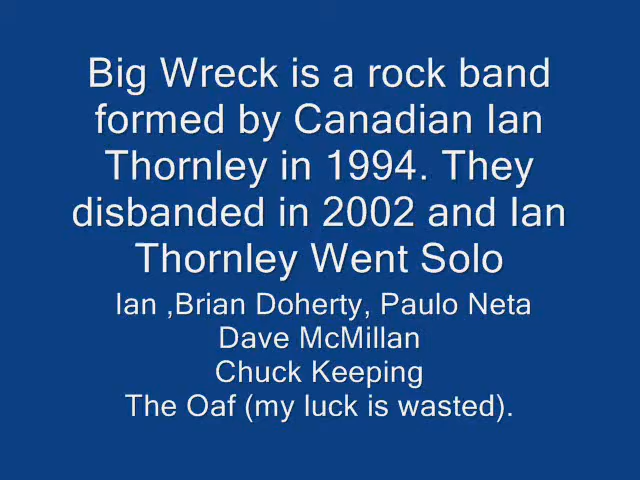 Big Wreck is a rock band
formed by Canadian Ian
Thornley in 1994. They
disbanded in 2002 and Ian
Thornley Went Solo
Ian ,Brian Doherty, Paulo Neta
Dave McMillan
Chuck Keeping
The Oaf (my luck is wasted).